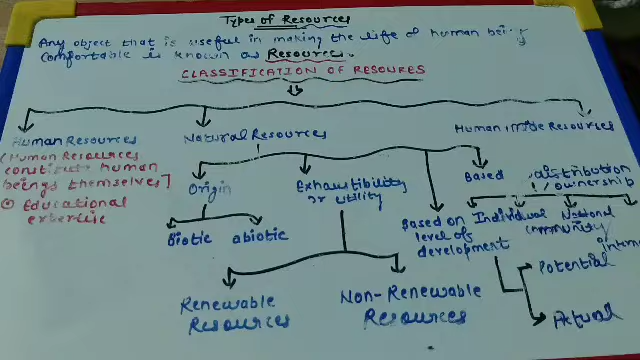 Types of Resources
Any object that is useful in making the life of human being
comfortable is known as Resources.
CLASSIFICATION OF RESOURES
Human Resources
(Human Resources
constitute human
beings themselves]
Educational
Natural Resources
Human made Resources
Origin
Biotic abiotic
Exhaustibility
or utility
Renewable
Resources
Non-Renewable
Resources
Based on
level of
development
Potential
Actual
Based distribution
/ownership
Individual
community
National